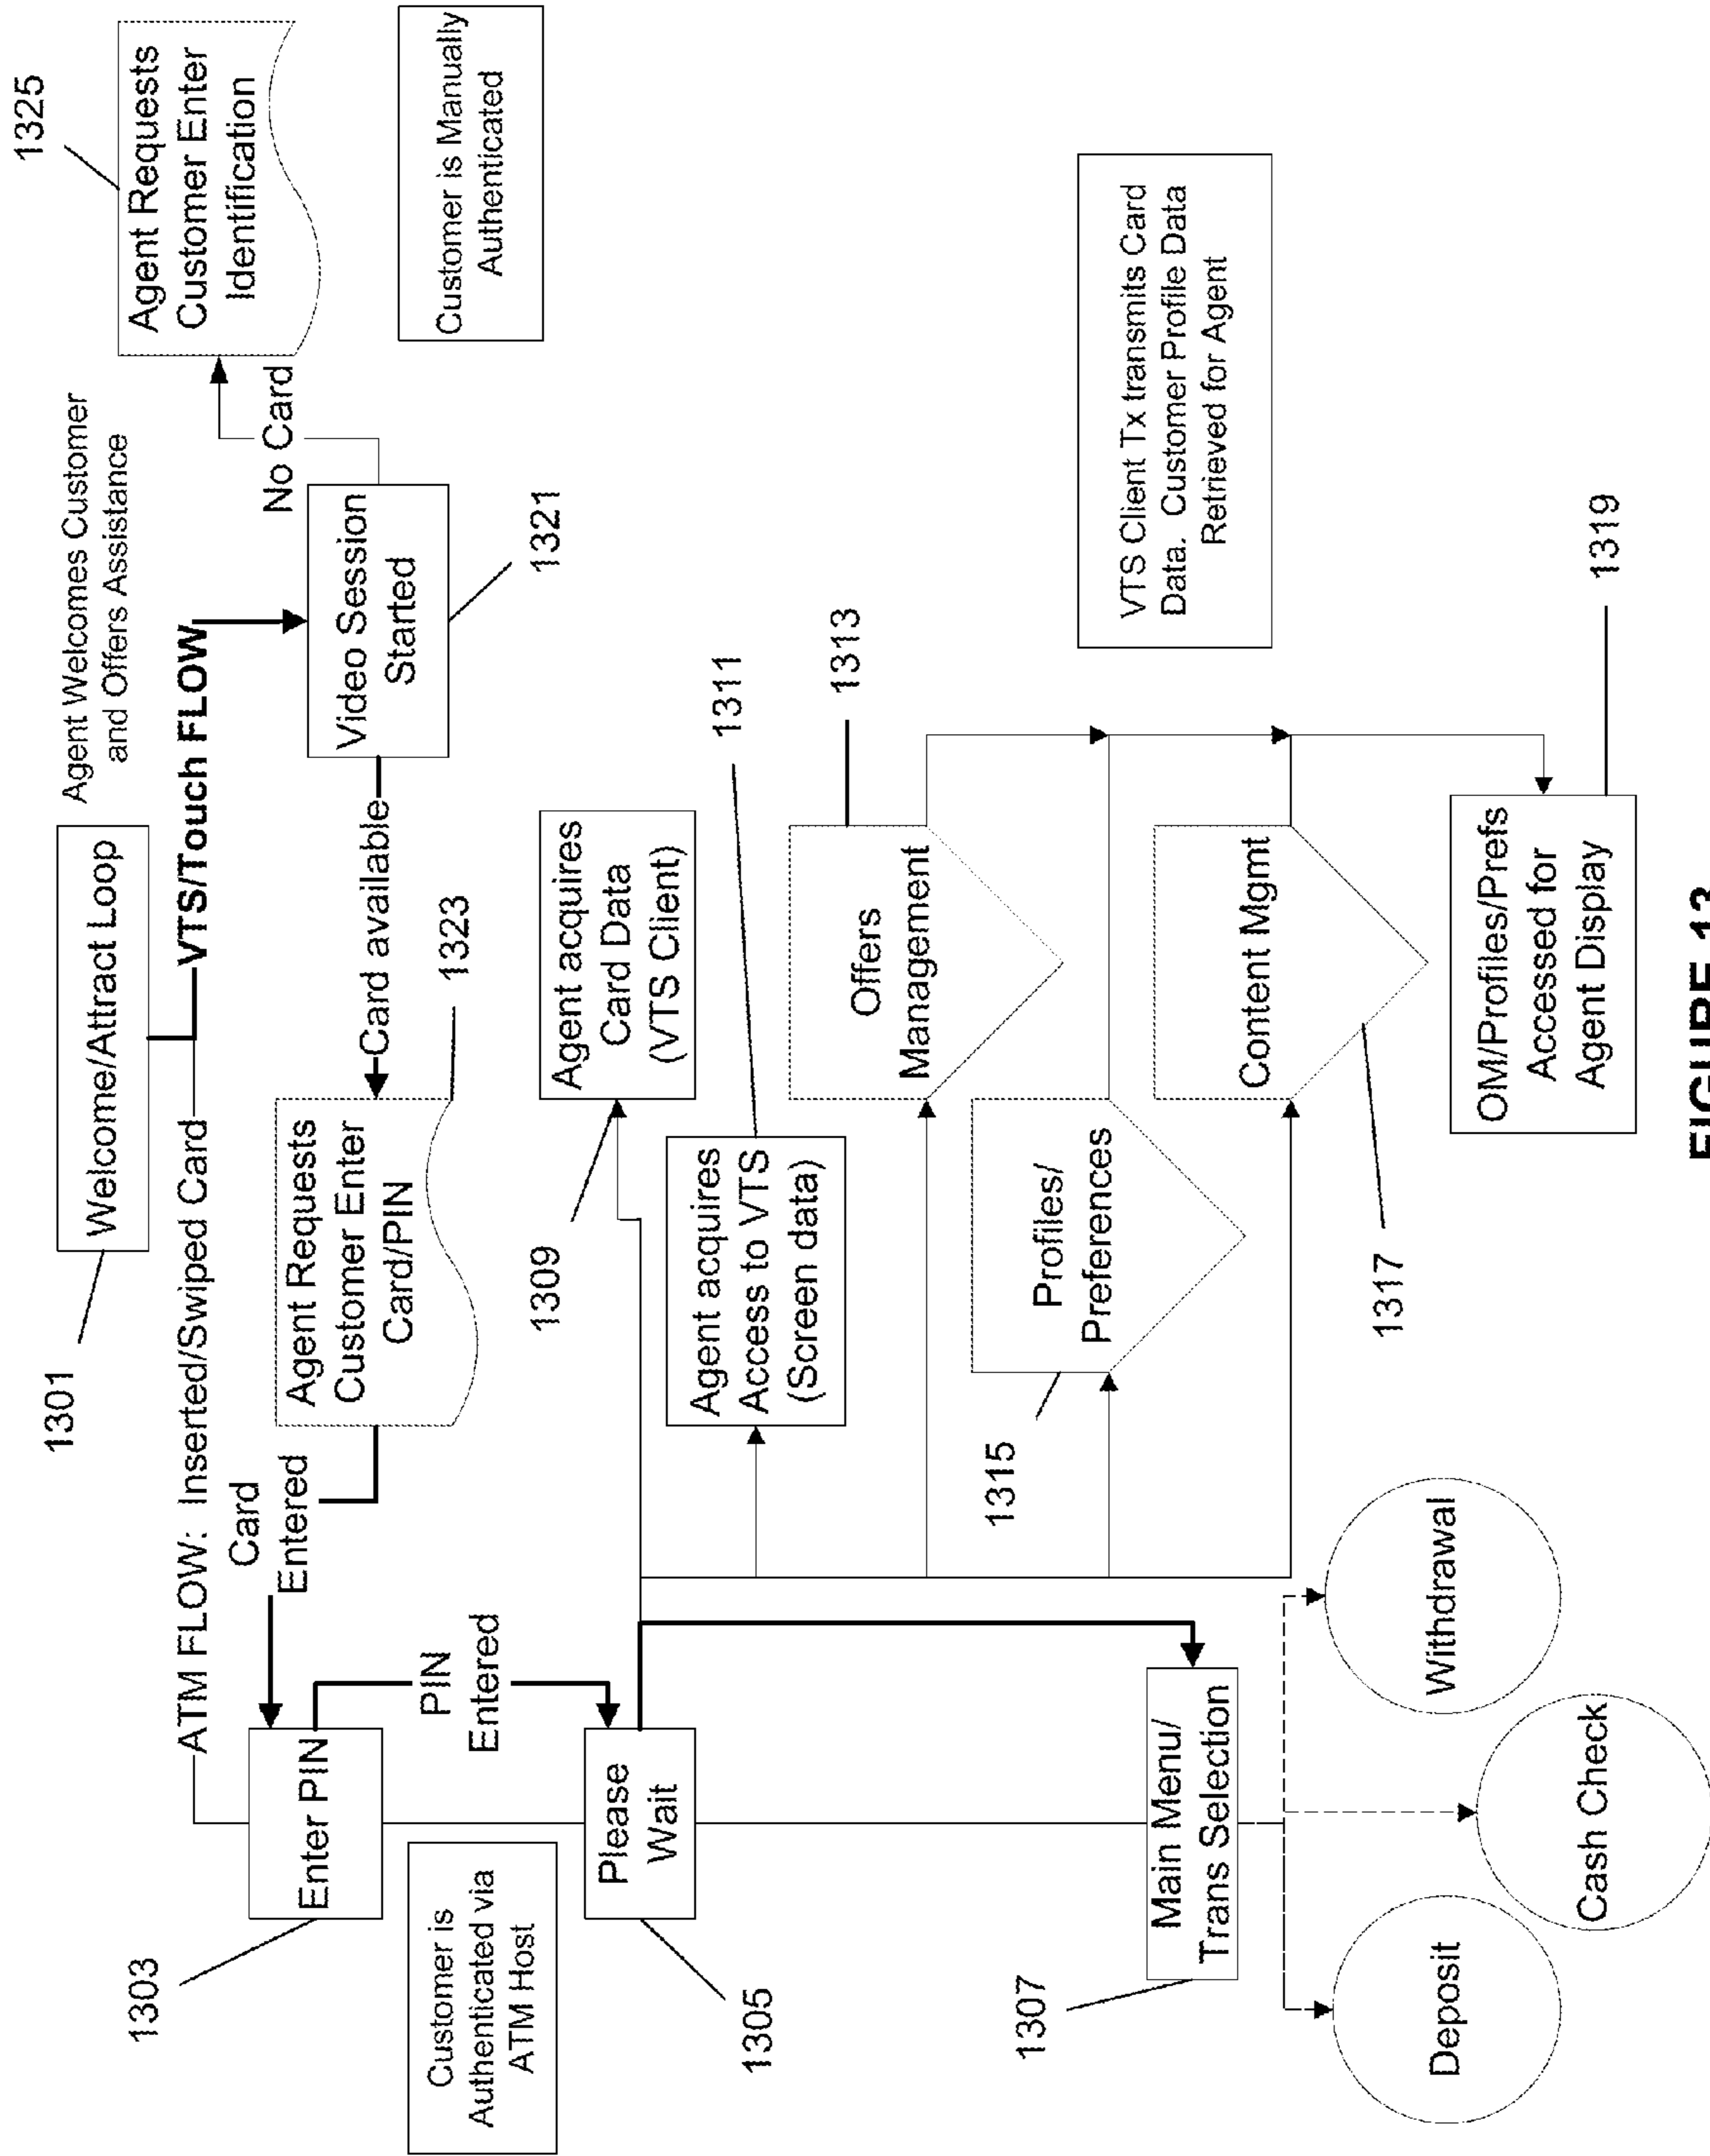 1301
Welcome/Attract Loop
Agent Welcomes Customer
and Offers Assistance
1325
ATM FLOW: Inserted/Swiped Card
VTS/Touch FLOW
Agent Requests
Customer Enter
Identification
Card
Entered
No Card
1303
Enter PIN
Agent Requests
Customer Enter
Card/PIN
Card available
Video Session
Started
Customer is Manually
Authenticated
PIN
Entered
1323
1321
Customer is
Authenticated via
ATM Host
1309
Please
Wait
Agent acquires
Card Data
(VTS Client)
1305
Agent acquires
Access to VTS
(Screen data)
1311
Offers
Management
1313
1315
Profiles/
Preferences
VTS Client Tx transmits Card
Data. Customer Profile Data
Retrieved for Agent
1307
Main Menu/
Trans Selection
Content Mgmt
1317
Deposit
Withdrawal
Cash Check
OM/Profiles/Prefs
Accessed for
Agent Display
1319
FIGURE 13